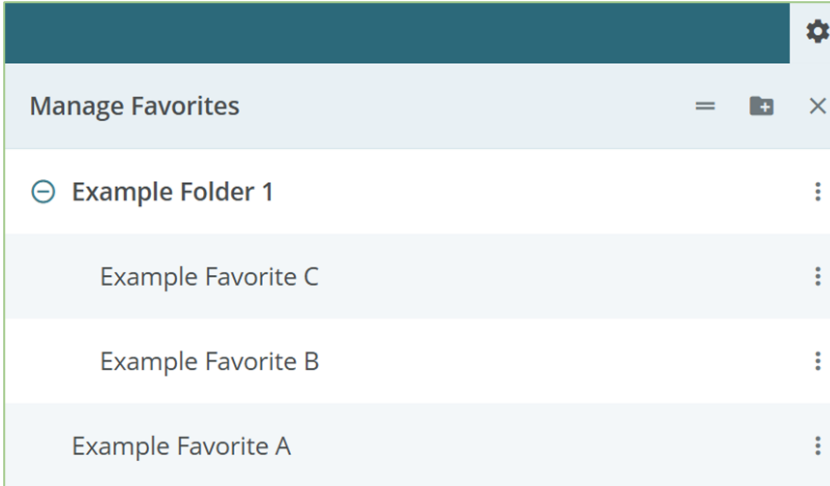 Manage Favorites
Example Folder 1
Example Favorite C
Example Favorite B
Example Favorite A